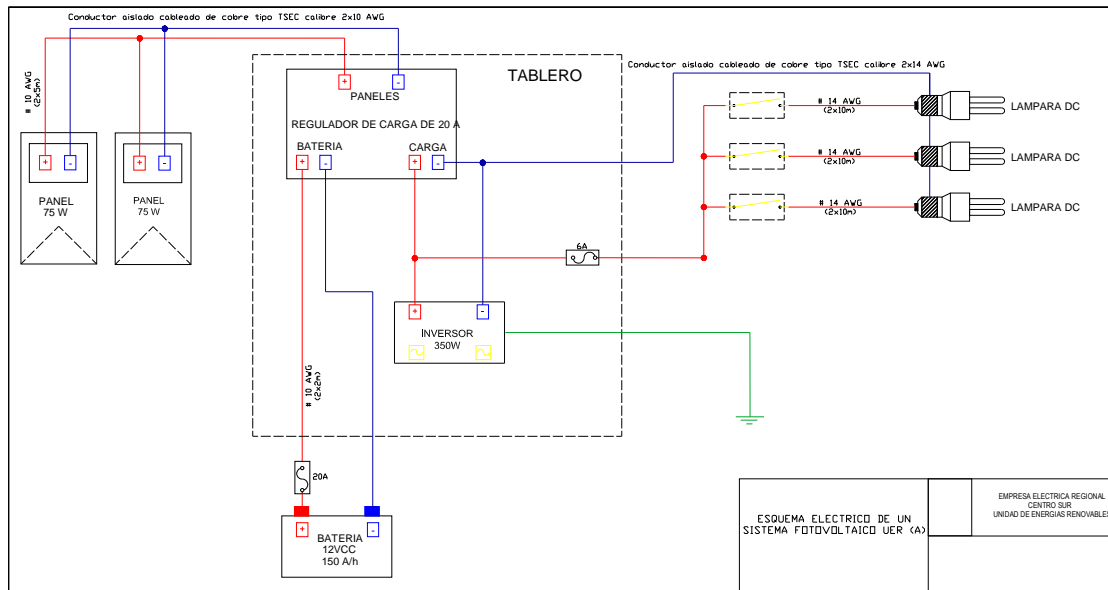 Conductor aislado cableado de cobre tipo TSEC calibre 2x10 AWG
# 10 AWG
(2x5m)
+ - + -
PANEL
75 W
PANEL
75 W
TABLERO
+ -
PANELES
REGULADOR DE CARGA DE 20 A
BATERIA CARGA
+ - + -
Conductor aislado cableado de cobre tipo TSEC calibre 2x14 AWG
# 14 AWG
(2x10m)
LAMPARA DC
# 14 AWG
(2x10m)
LAMPARA DC
# 14 AWG
(2x10m)
LAMPARA DC
6A
+ -
INVERSOR
350W
# 10 AWG
(2x2m)
20A
+ -
BATERIA
12VCC
150 A/h
ESQUEMA ELECTRICO DE UN
SISTEMA FOTOVOLTAICO UER (A)
EMPRESA ELECTRICA REGIONAL
CENTRO SUR
UNIDAD DE ENERGIAS RENOVABLES